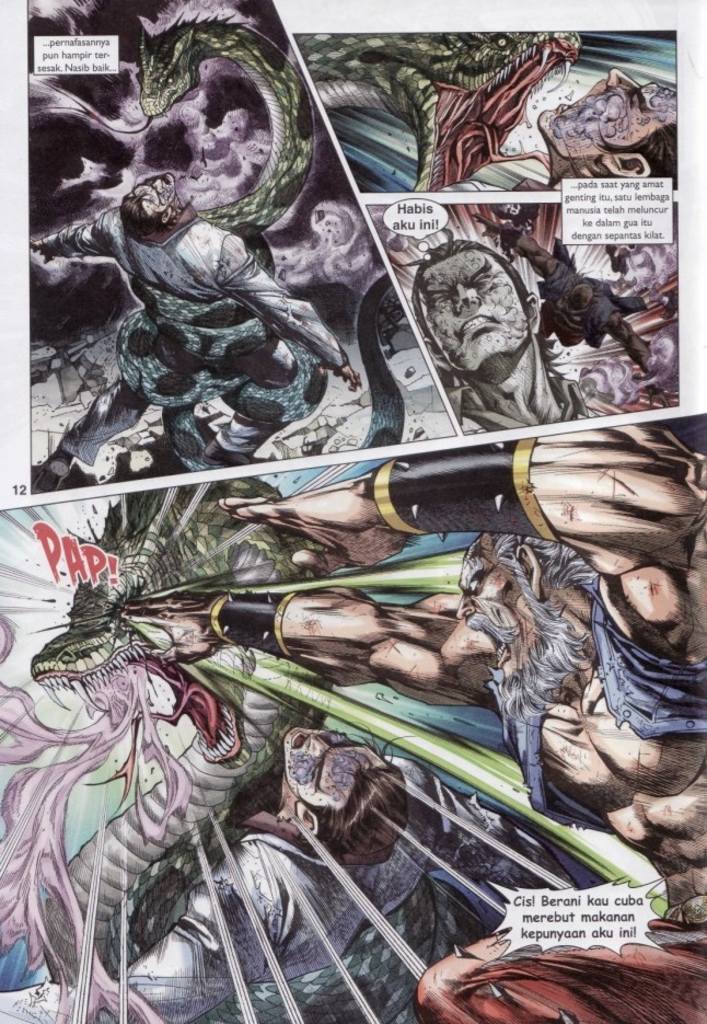 ...pernafasannya
pun hampir ter-
sesak. Nasib baik...
...pada saat yang amat
genting itu, satu lembaga
manusia telah meluncur
ke dalam gua itu
dengan sepantas kilat.
Habis
aku ini!
12
PAP!
Cis! Berani kau cuba
merebut makanan
kepunyaan aku ini!